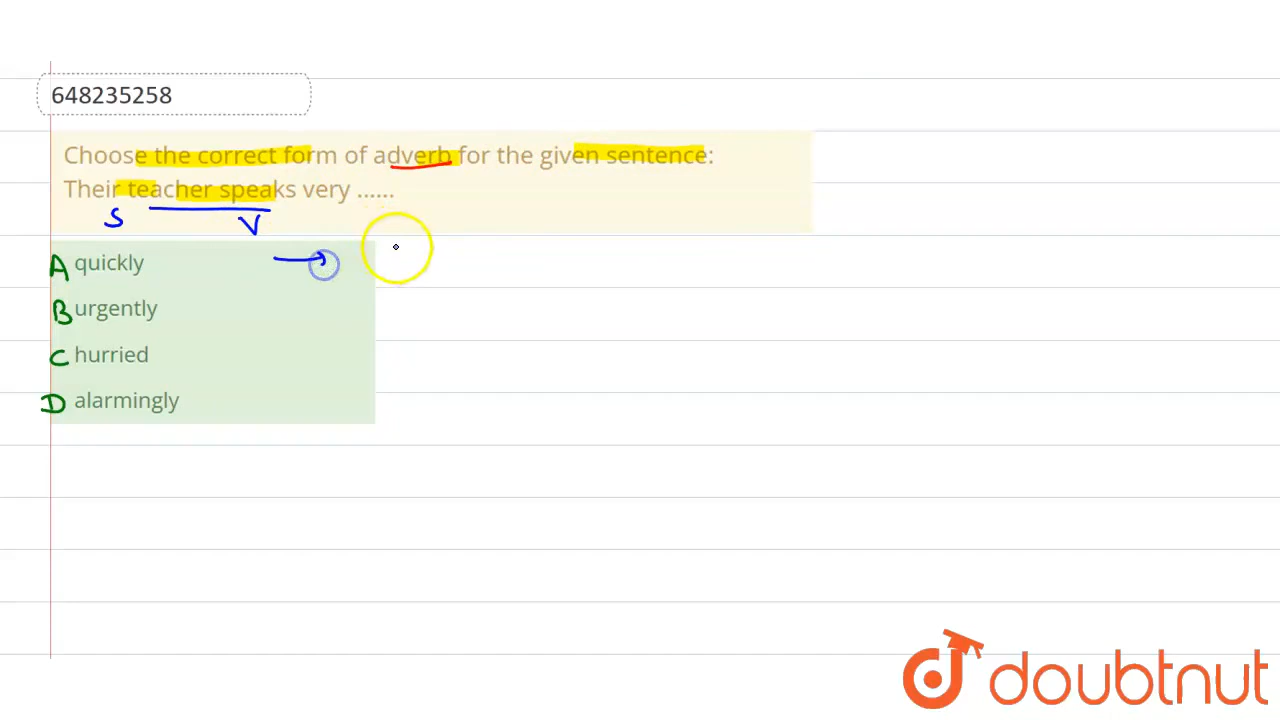 648235258
Choose the correct form of adverb for the given sentence:
Their teacher speaks very ......
S V
A quickly
B urgently
C hurried
D alarmingly
doubtnut